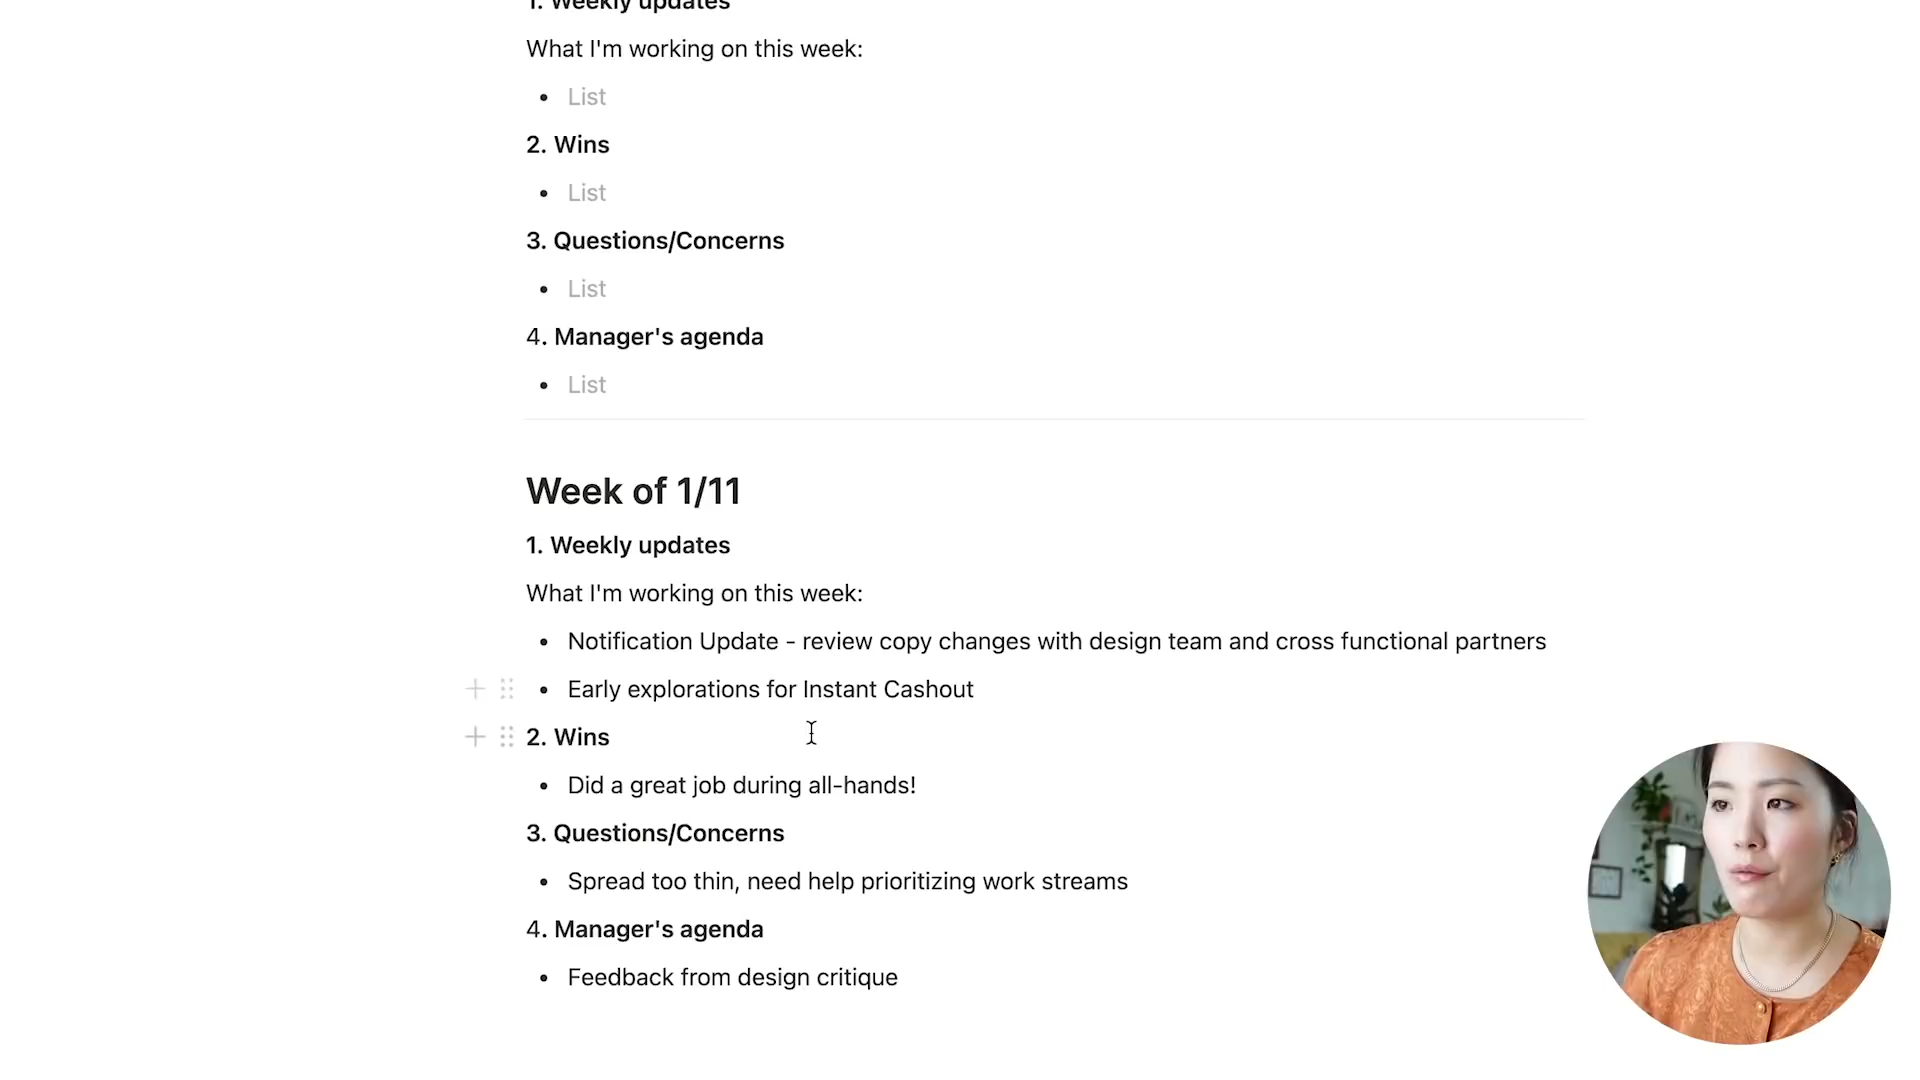 1. Weekly updates
What I'm working on this week:
• List
2. Wins
• List
3. Questions/Concerns
• List
4. Manager's agenda
• List
Week of 1/11
1. Weekly updates
What I'm working on this week:
• Notification Update - review copy changes with design team and cross functional partners
• Early explorations for Instant Cashout
2. Wins
• Did a great job during all-hands!
3. Questions/Concerns
• Spread too thin, need help prioritizing work streams
4. Manager's agenda
• Feedback from design critique